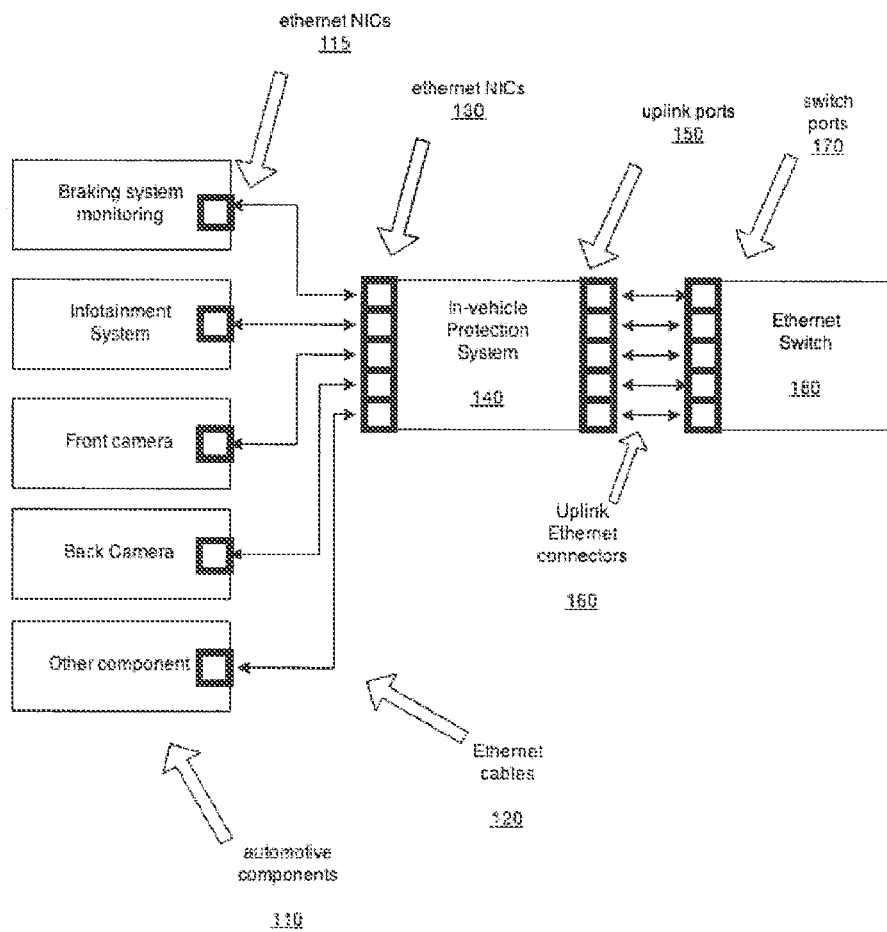 ethernet NICs
115
ethernet NICs
130
uplink ports
150
switch
ports
170
Braking system
monitoring
Infotainment
System
Front camera
Back Camera
Other component
In-vehicle
Protection
System
140
Ethernet
Switch
180
Uplink
Ethernet
connectors
160
Ethernet
cables
120
automotive
components
110